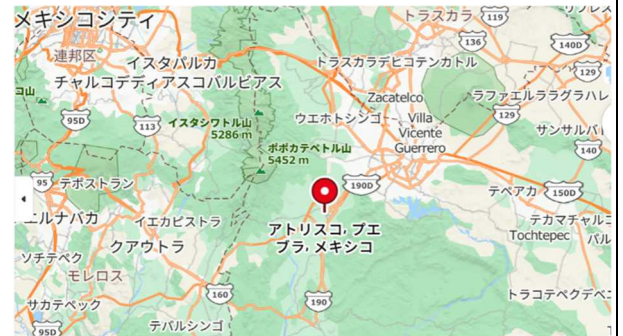 メキシコシティ
トラスカラ
119
連邦区
136
140D
イスタパルカ
トラスカラデヒコテンカトル
129
チャルコデディアスコバルビアス
Zacatelco
ラファエルララグラハレ
95D
113
イスタシワトル山
5286 m
ウエホトシンゴ
Villa
Vicente
Guerrero
129
サンサルバ
ポポカテペトル山
5452 m
140
95
テポストラン
190D
テペアカ
150D
エルナバカ
イエカピストラ
アトリスコ, プエ
ブラ, メキシコ
テカマチャルコ
Tochtepec
クアウトラ
ソチテペク
モレロス
160
190
トラコテペクデベニ
サカテペック
95D
テパルシンゴ